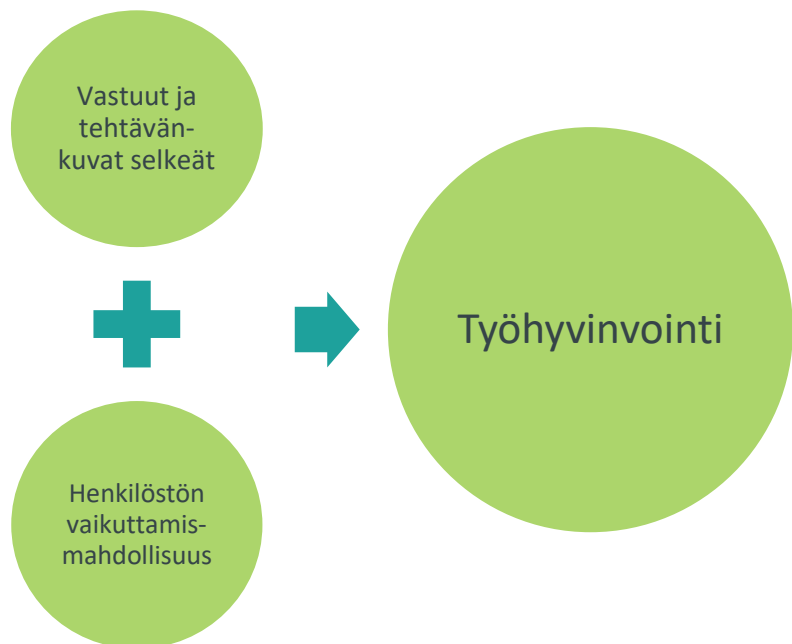 Vastuut ja
tehtävän-
kuvat selkeät
Henkilöstön
vaikuttamis-
mahdollisuus
Työhyvinvointi